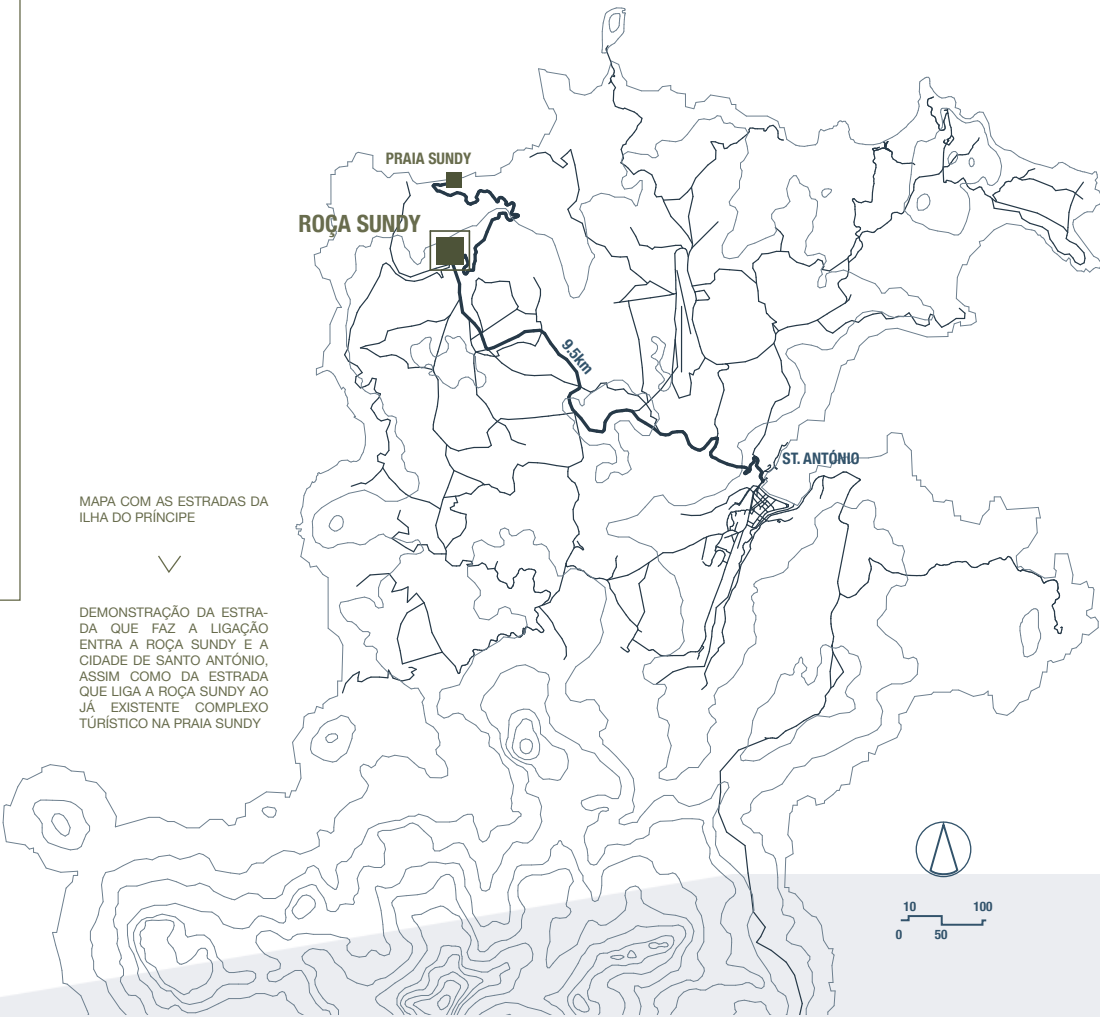 PRAIA SUNDY
ROÇA SUNDY
9.5km
ST. ANTÓNIO
MAPA COM AS ESTRADAS DA
ILHA DO PRÍNCIPE
DEMONSTRAÇÃO DA ESTRA-
DA QUE FAZ A LIGAÇÃO
ENTRA A ROÇA SUNDY E A
CIDADE DE SANTO ANTÓNIO,
ASSIM COMO DA ESTRADA
QUE LIGA A ROÇA SUNDY AO
JÁ EXISTENTE COMPLEXO
TÚRÍSTICO NA PRAIA SUNDY
10 100
0 50